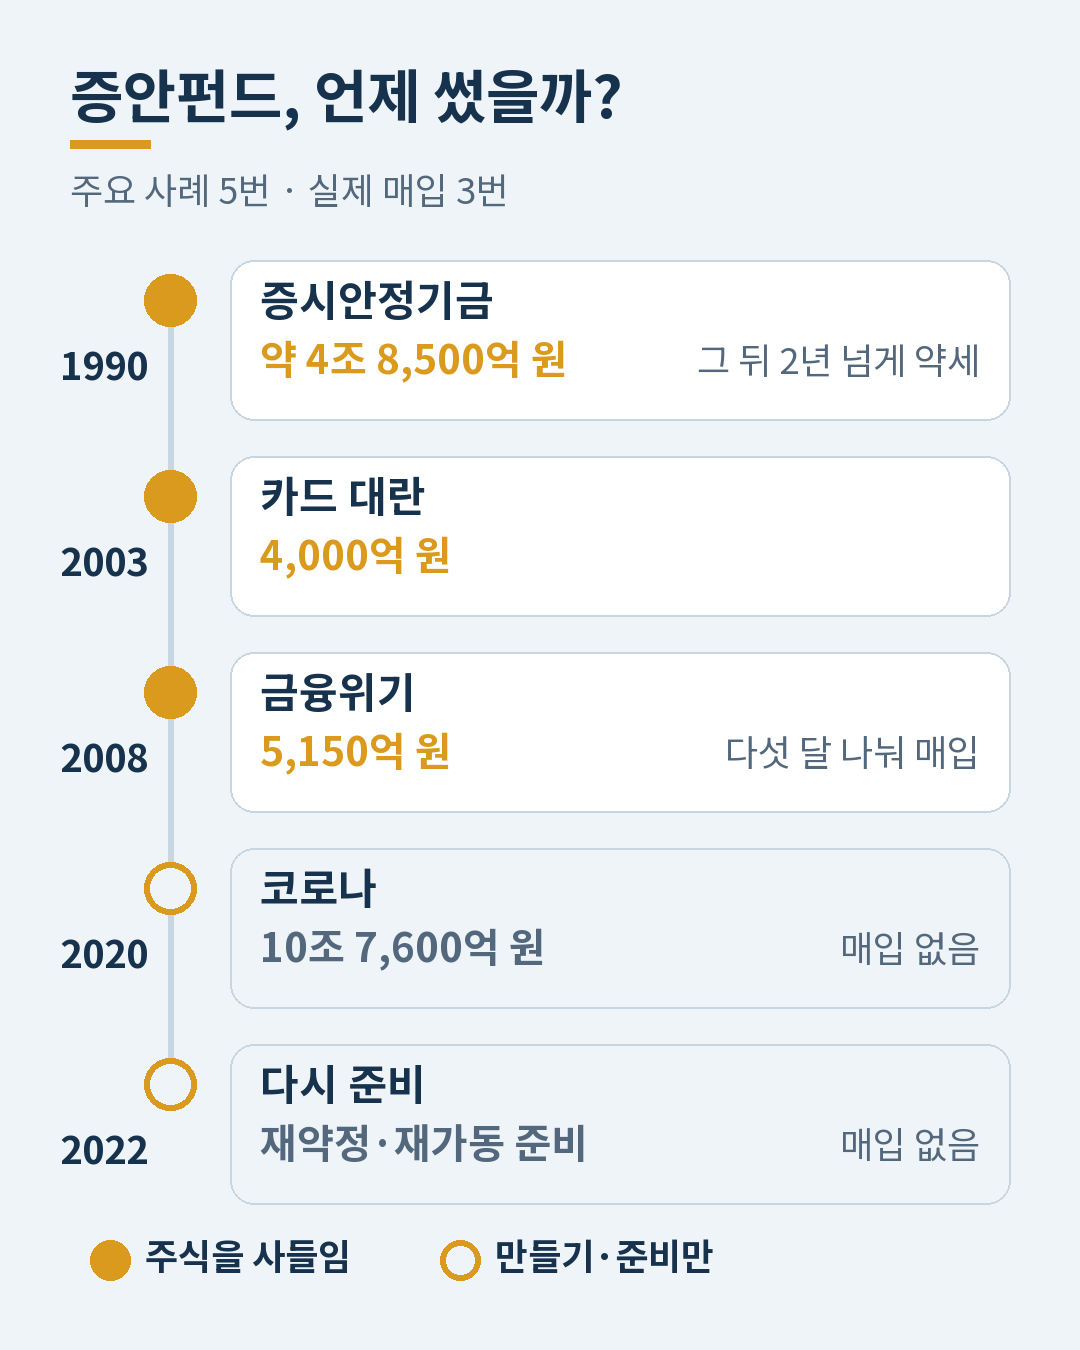 증안펀드, 언제 썼을까?
주요 사례 5번 · 실제 매입 3번
1990
증시안정기금
약 4조 8,500억 원
그 뒤 2년 넘게 약세
2003
카드 대란
4,000억 원
2008
금융위기
5,150억 원
다섯 달 나눠 매입
2020
코로나
10조 7,600억 원
매입 없음
2022
다시 준비
재약정·재가동 준비
매입 없음
주식을 사들임
만들기·준비만